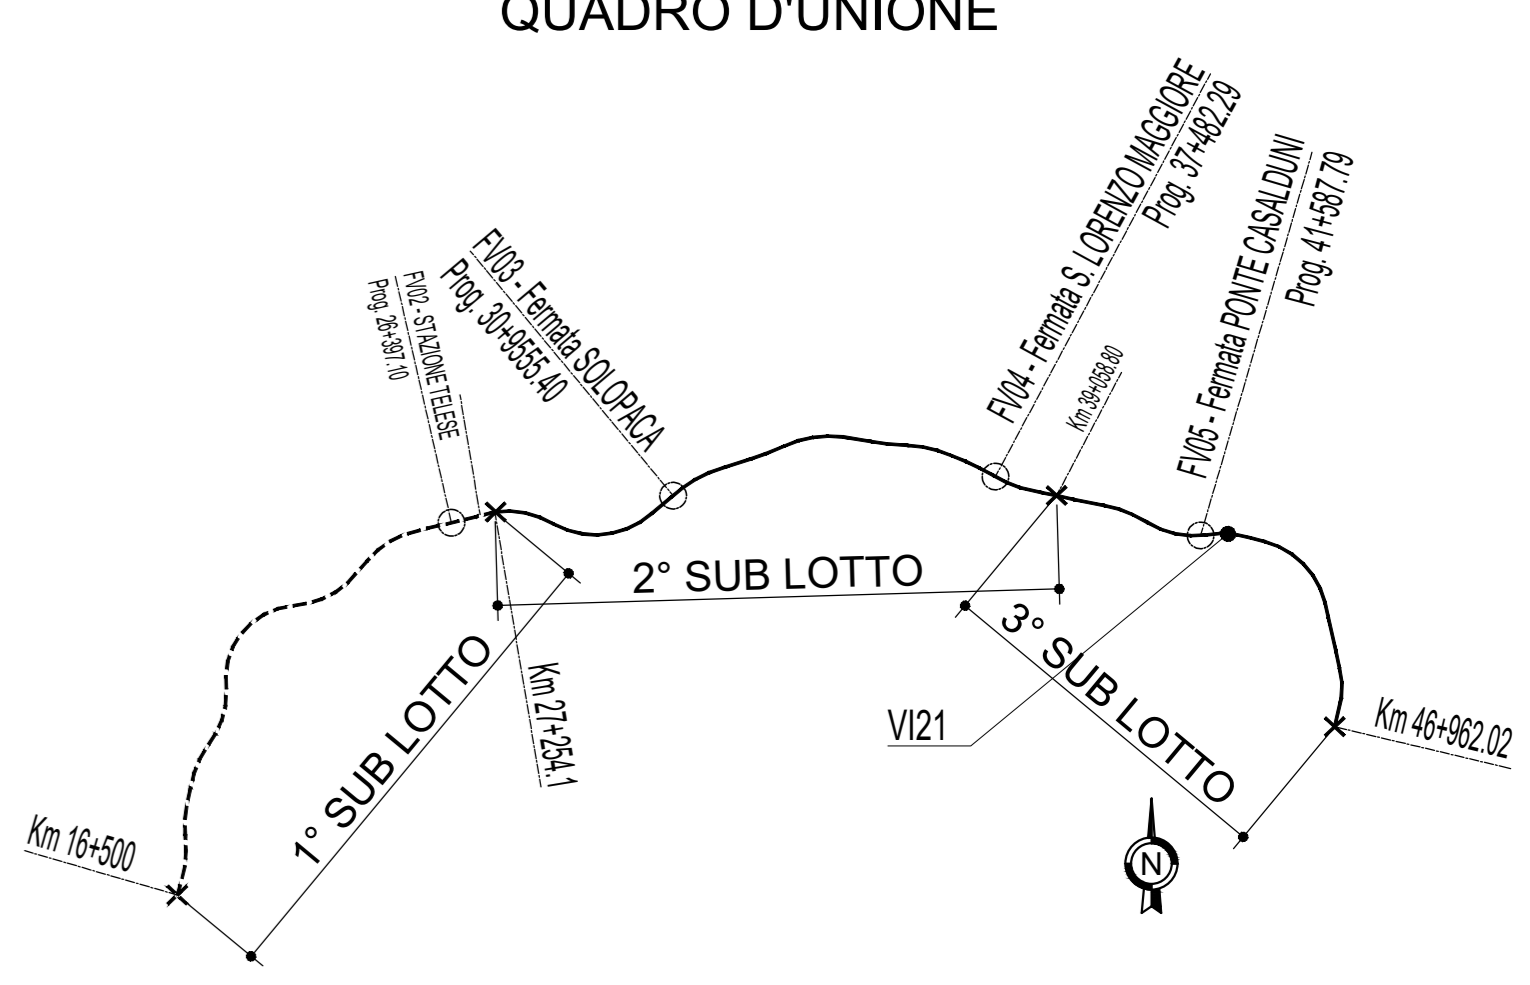 QUADRO D'UNIONE
FV02 - STAZIONE TELESE
Prog. 26+397.10
FV03 - Fermata SOLOPACA
Prog. 30+9555.40
FV04 - Fermata S. LORENZO MAGGIORE
Prog. 37+482.29
Km 39+058.80
FV05 - Fermata PONTE CASALDUNI
Prog. 41+587.79
1° SUB LOTTO
2° SUB LOTTO
3° SUB LOTTO
Km 27+254.1
VI21
Km 46+962.02
Km 16+500
N